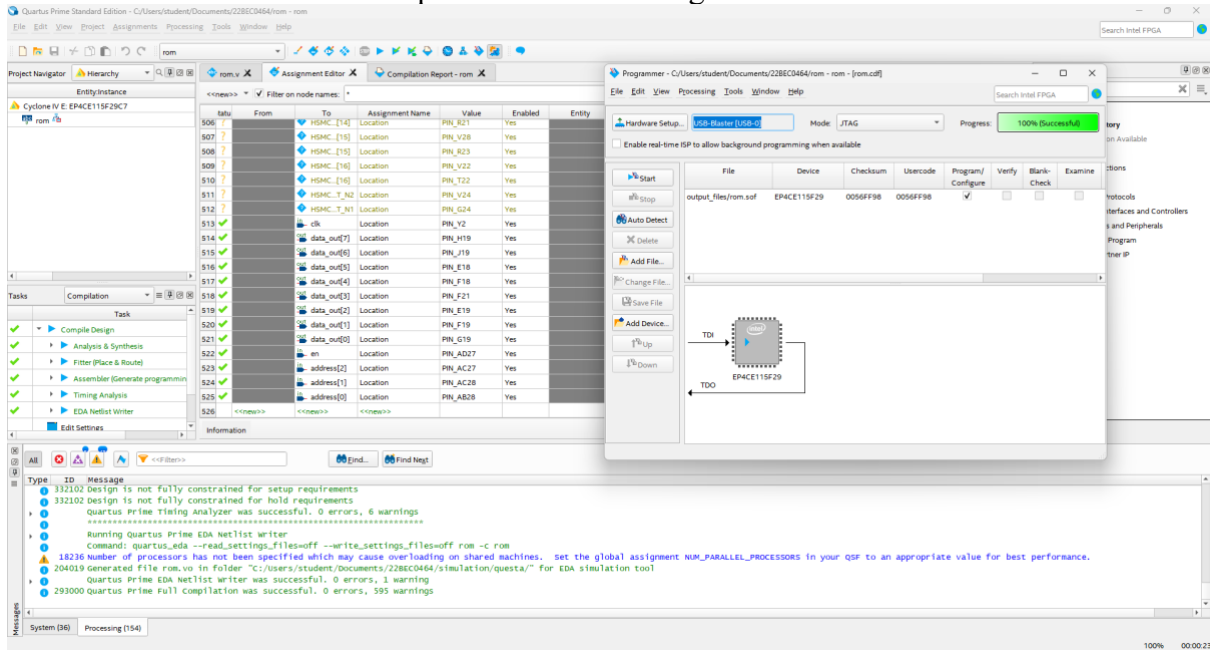 Quartus Prime Standard Edition - C:/Users/student/Documents/22BEC0464/rom - rom
File Edit View Project Assignments Processing Tools Window Help
Search Intel FPGA
rom
Project Navigator Hierarchy
Entity:Instance
Cyclone IV E: EP4CE115F29C7
rom
rom.v
Assignment Editor
Compilation Report - rom
<<new>> Filter on node names: *
tatu From To Assignment Name Value Enabled Entity
506 ? HSMC...[14] Location PIN_R21 Yes
507 ? HSMC...[15] Location PIN_V28 Yes
508 ? HSMC...[15] Location PIN_R23 Yes
509 ? HSMC...[16] Location PIN_V22 Yes
510 ? HSMC...[16] Location PIN_T22 Yes
511 ? HSMC...T_N2 Location PIN_V24 Yes
512 ? HSMC...T_N1 Location PIN_G24 Yes
513 clk Location PIN_Y2 Yes
514 data_out[7] Location PIN_H19 Yes
515 data_out[6] Location PIN_J19 Yes
516 data_out[5] Location PIN_E18 Yes
517 data_out[4] Location PIN_F18 Yes
518 data_out[3] Location PIN_F21 Yes
519 data_out[2] Location PIN_E19 Yes
520 data_out[1] Location PIN_F19 Yes
521 data_out[0] Location PIN_G19 Yes
522 en Location PIN_AD27 Yes
523 address[2] Location PIN_AC27 Yes
524 address[1] Location PIN_AC28 Yes
525 address[0] Location PIN_AB28 Yes
526 <<new>> <<new>> <<new>>
Information
Tasks Compilation
Task
Compile Design
Analysis & Synthesis
Fitter (Place & Route)
Assembler (Generate programmin
Timing Analysis
EDA Netlist Writer
Edit Settings
Programmer - C:/Users/student/Documents/22BEC0464/rom - rom - [rom.cdf]
File Edit View Processing Tools Window Help
Search Intel FPGA
Hardware Setup... USB-Blaster [USB-0] Mode: JTAG Progress: 100% (Successful)
Enable real-time ISP to allow background programming when available
Start
Stop
Auto Detect
Delete
Add File...
Change File...
Save File
Add Device...
Up
Down
File Device Checksum Usercode Program/ Configure Verify Blank- Check Examine
output_files/rom.sof EP4CE115F29 0056FF98 0056FF98
intel
TDI
EP4CE115F29
TDO
tory
on Available
ctions
rotocols
terfaces and Controllers
s and Peripherals
Program
tner IP
All <<Filter>> Find... Find Next
Type ID Message
332102 Design is not fully constrained for setup requirements
332102 Design is not fully constrained for hold requirements
Quartus Prime Timing Analyzer was successful. 0 errors, 6 warnings
*******************************************************************
Running Quartus Prime EDA Netlist Writer
Command: quartus_eda --read_settings_files=off --write_settings_files=off rom -c rom
18236 Number of processors has not been specified which may cause overloading on shared machines. Set the global assignment NUM_PARALLEL_PROCESSORS in your QSF to an appropriate value for best performance.
204019 Generated file rom.vo in folder "C:/Users/student/Documents/22BEC0464/simulation/questa/" for EDA simulation tool
Quartus Prime EDA Netlist Writer was successful. 0 errors, 1 warning
293000 Quartus Prime Full Compilation was successful. 0 errors, 595 warnings
Messages
System (36) Processing (154)
100% 00:00:23